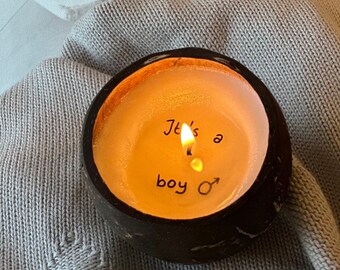 It's a
boy ♂